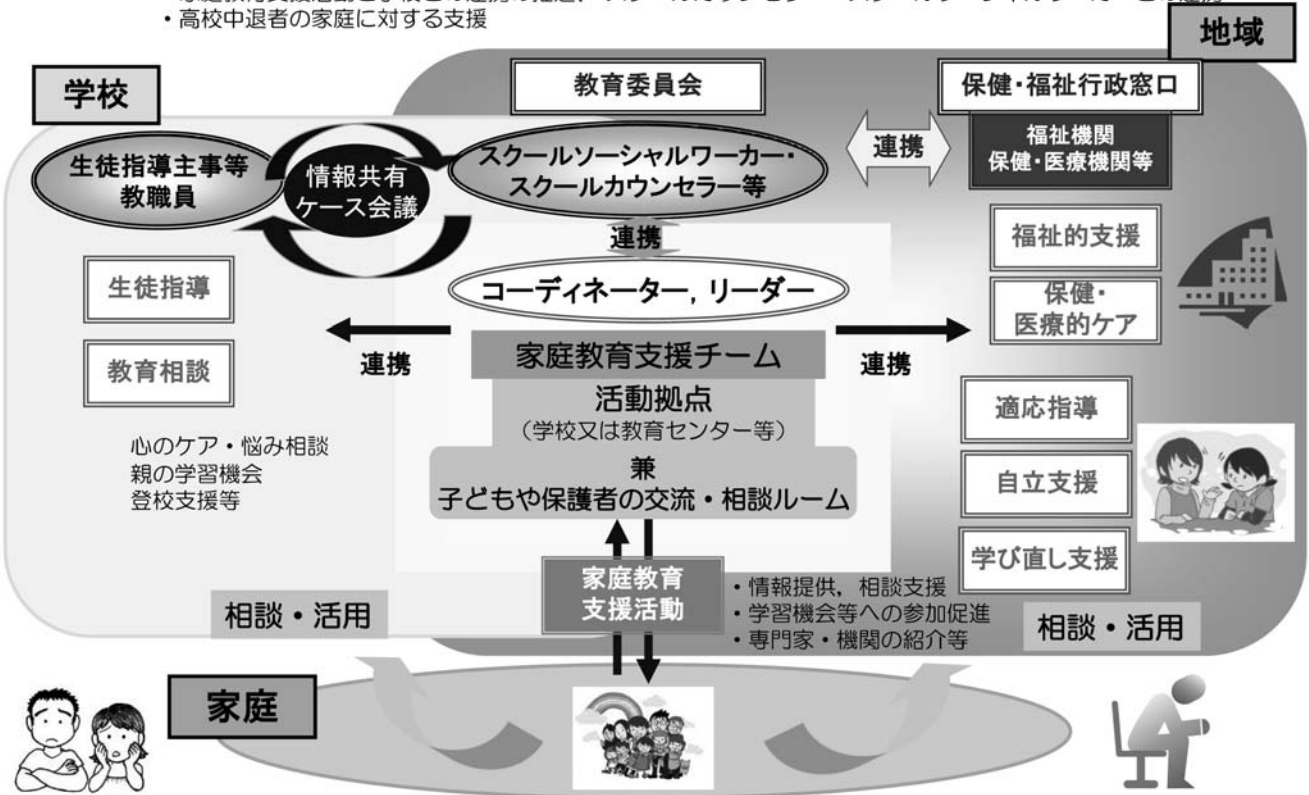 ・高校中退者の家庭に対する支援
地域
学校
教育委員会
保健・福祉行政窓口
生徒指導主事等
教職員
情報共有
ケース会議
スクールソーシャルワーカー・
スクールカウンセラー等
連携
福祉機関
保健・医療機関等
連携
コーディネーター，リーダー
生徒指導
教育相談
連携
家庭教育支援チーム
連携
活動拠点
（学校又は教育センター等）
兼
子どもや保護者の交流・相談ルーム
福祉的支援
保健・
医療的ケア
適応指導
自立支援
学び直し支援
心のケア・悩み相談
親の学習機会
登校支援等
家庭教育
支援活動
・情報提供，相談支援
・学習機会等への参加促進
・専門家・機関の紹介等
相談・活用
相談・活用
家庭